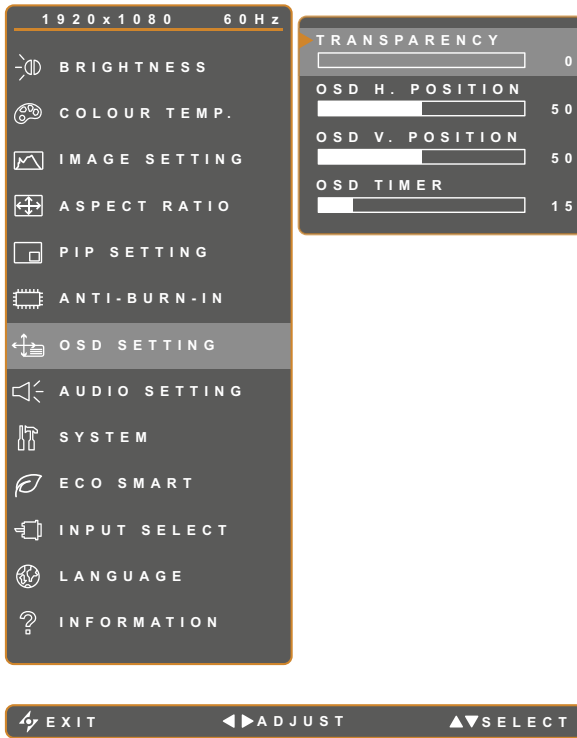 1920x1080 60Hz
BRIGHTNESS
COLOUR TEMP.
IMAGE SETTING
ASPECT RATIO
PIP SETTING
ANTI-BURN-IN
OSD SETTING
AUDIO SETTING
SYSTEM
ECO SMART
INPUT SELECT
LANGUAGE
INFORMATION
TRANSPARENCY
0
OSD H. POSITION
50
OSD V. POSITION
50
OSD TIMER
15
EXIT ADJUST SELECT